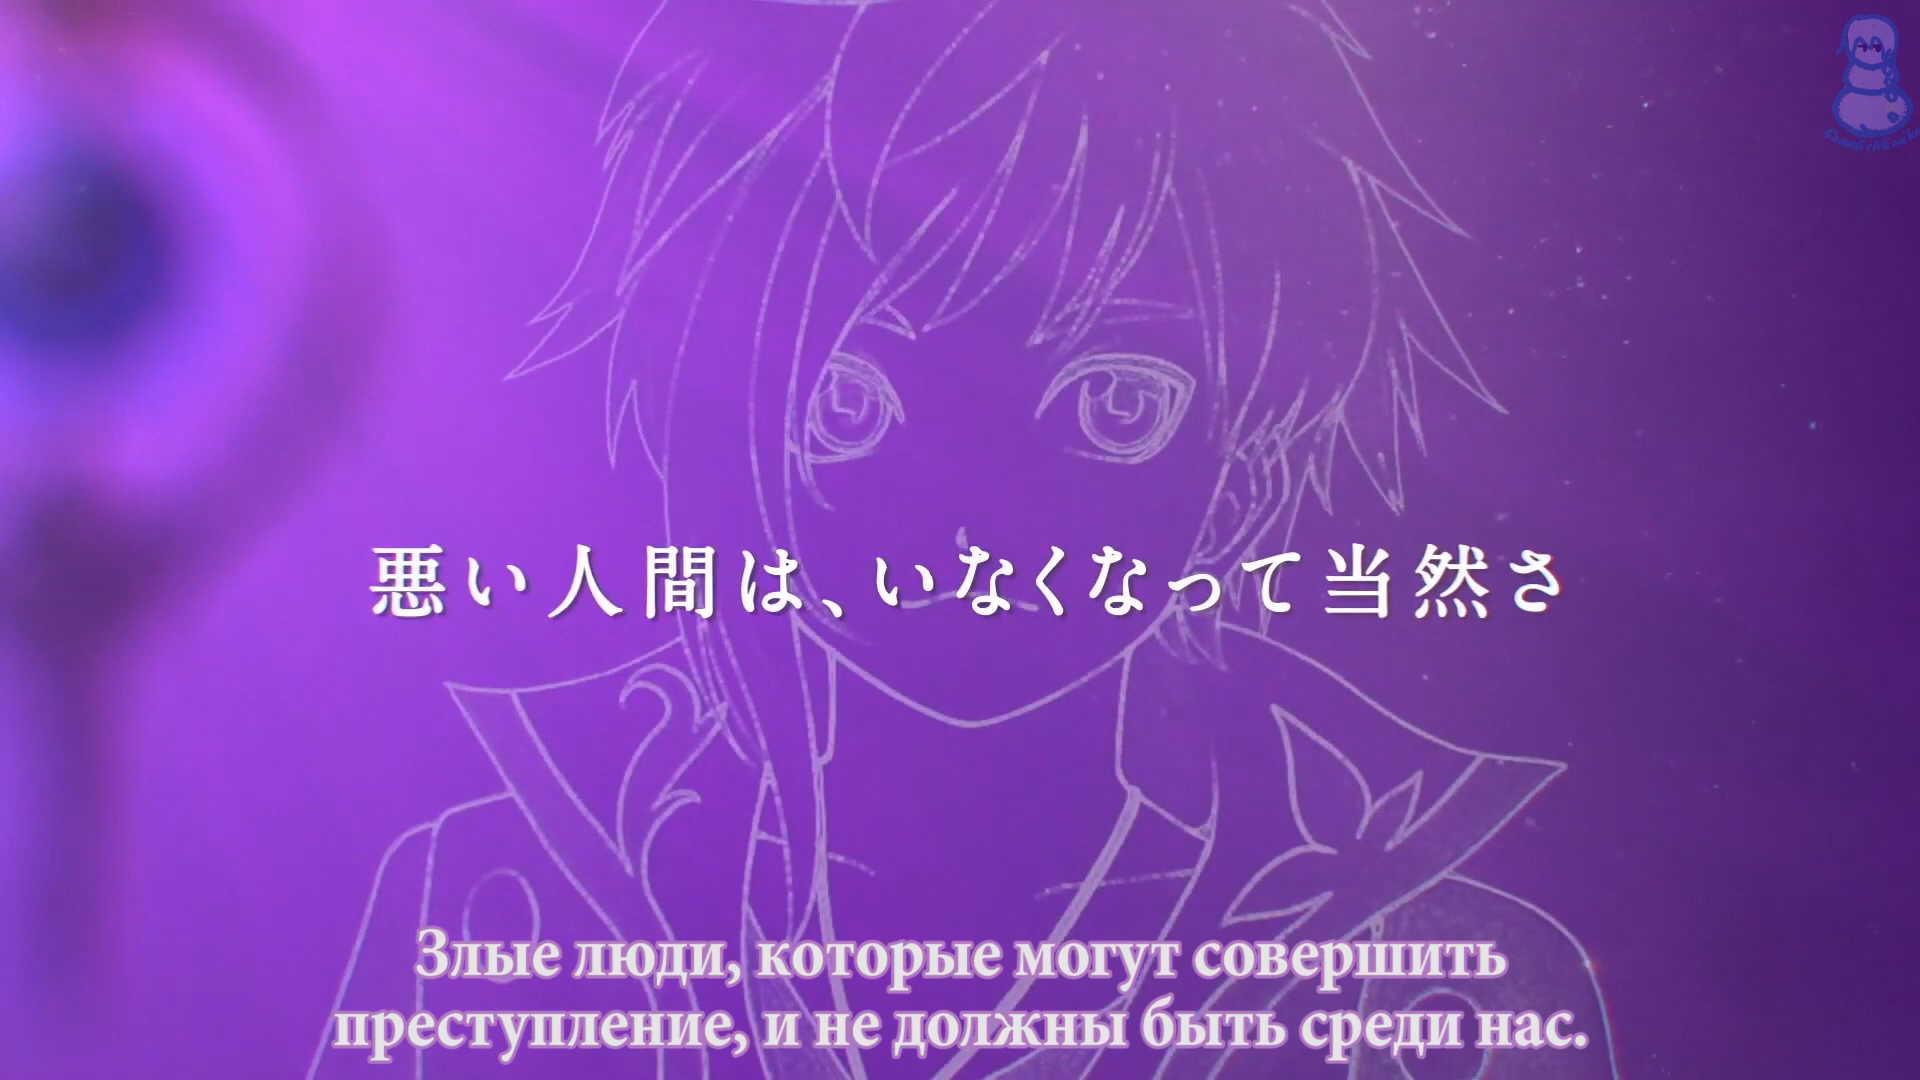 悪い人間は、いなくなって当然さ
Злые люди, которые могут совершить
преступление, и не должны быть среди нас.